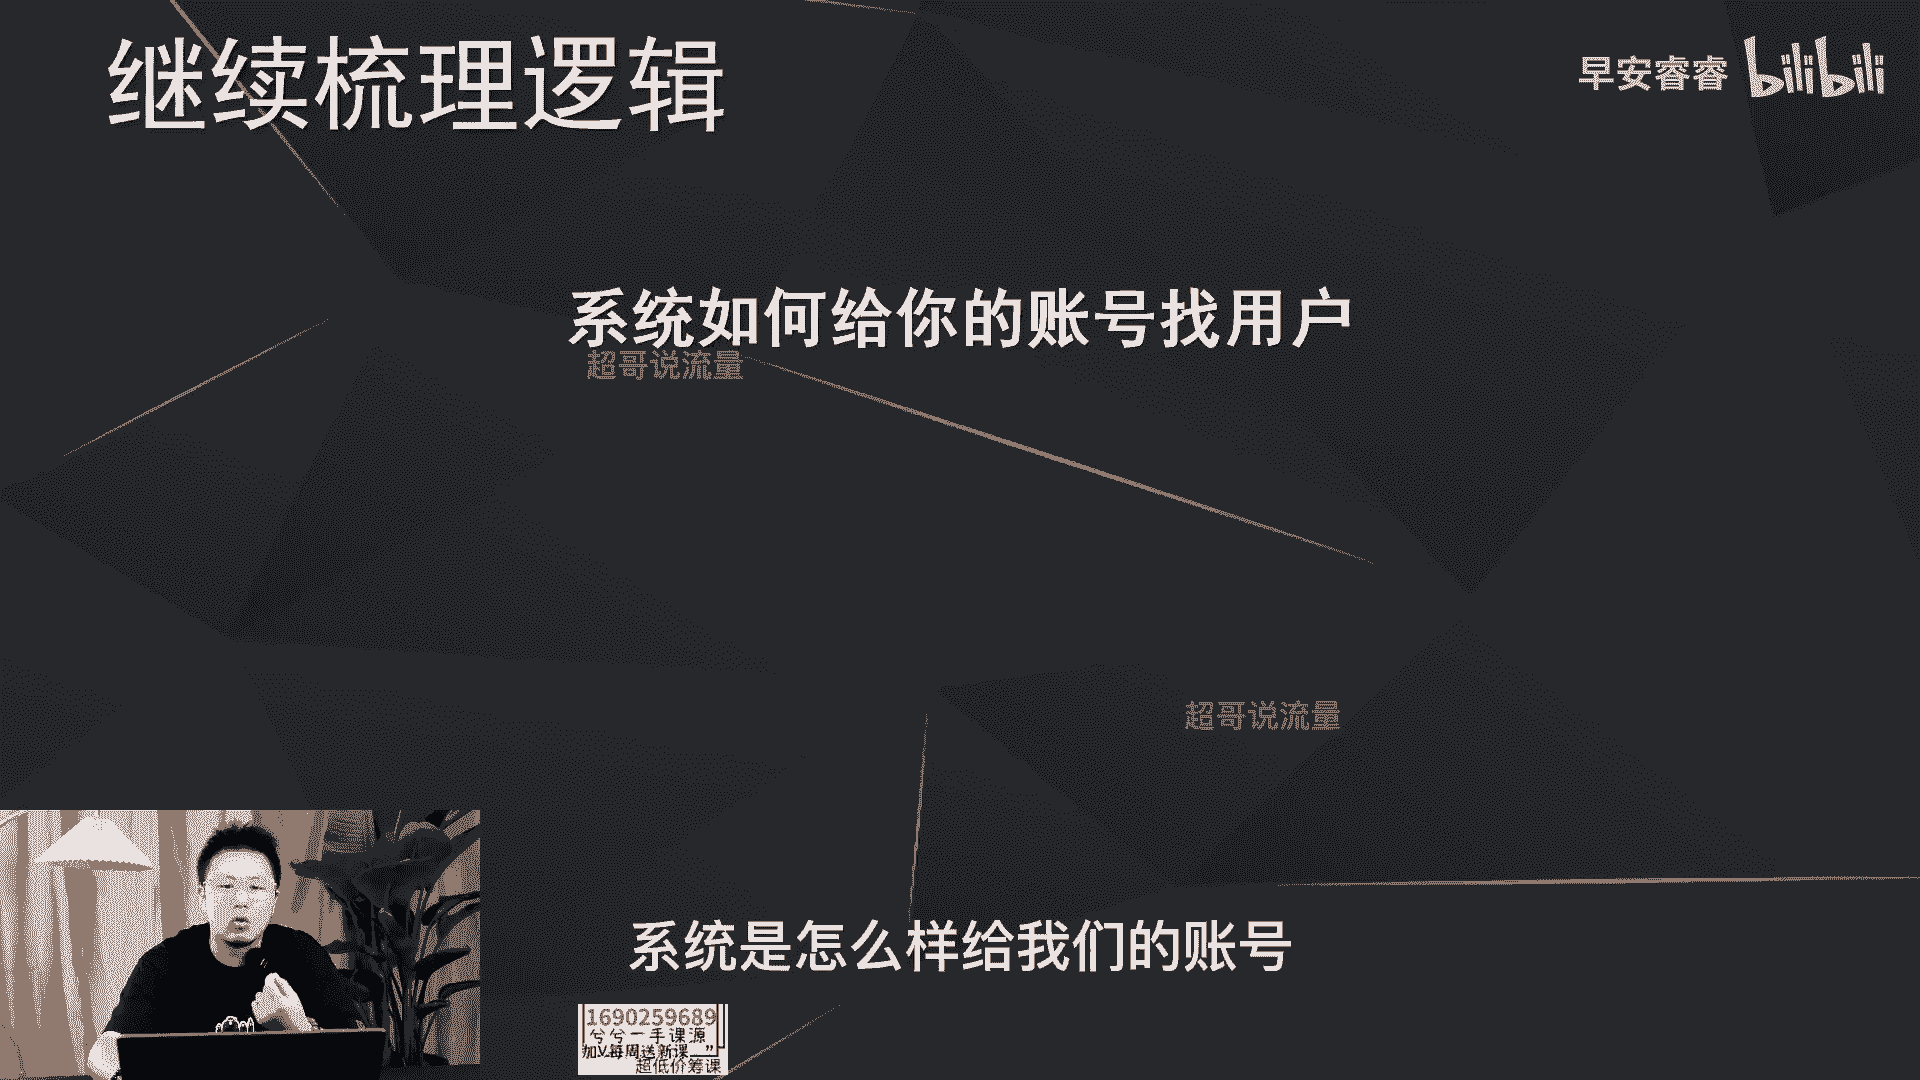 继续梳理逻辑
早安睿睿 bilibili
系统如何给你的账号找用户
超哥说流量
超哥说流量
系统是怎么样给我们的账号
1690259689
兮兮一手课源
加V每周送新课
超低价筹课